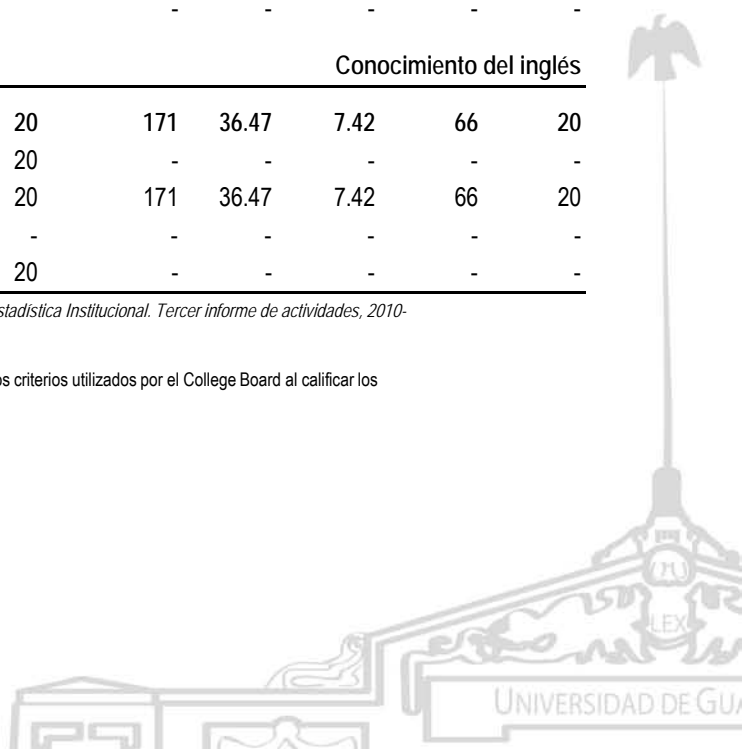 - - - - -
Conocimiento del inglés
20 171 36.47 7.42 66 20
20 - - - - -
20 171 36.47 7.42 66 20
- - - - - -
20 - - - - -
stadística Institucional. Tercer informe de actividades, 2010-
os criterios utilizados por el College Board al calificar los
LEX
UNIVERSIDAD DE GUA